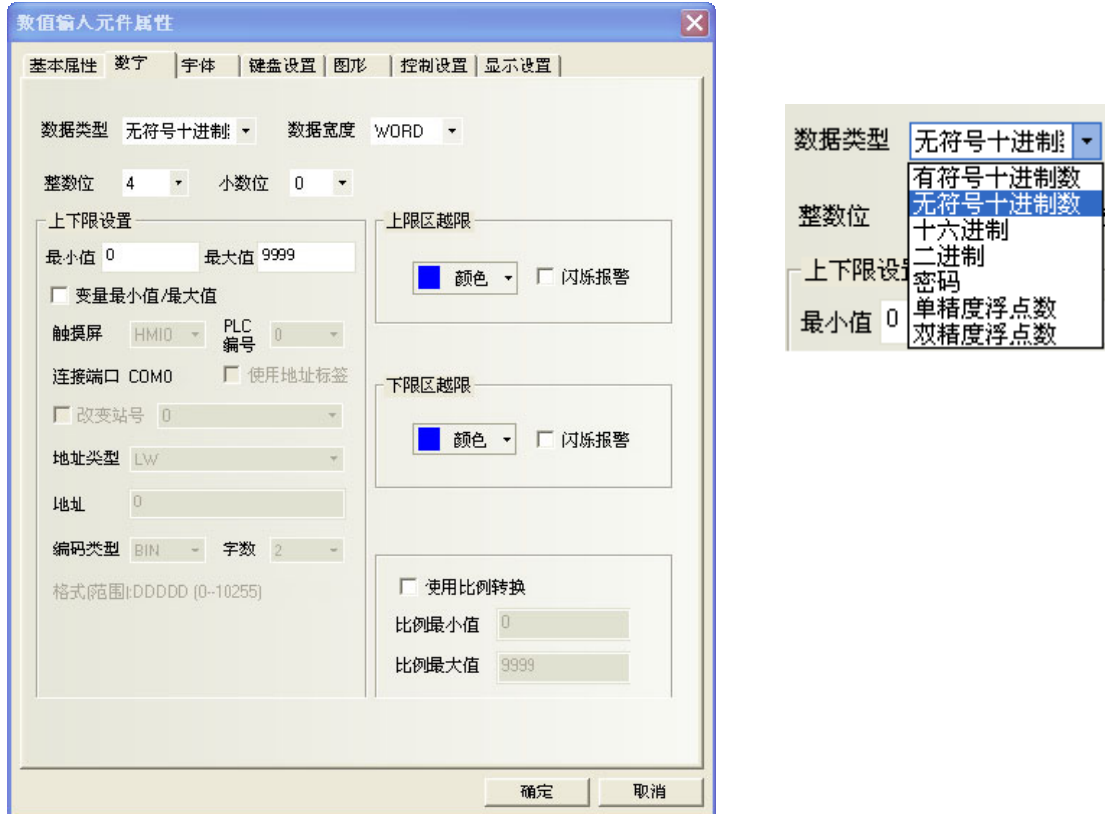 数值输入元件属性
基本属性 数字 字体 键盘设置 图形 控制设置 显示设置
数据类型 无符号十进制 数据宽度 WORD
整数位 4 小数位 0
上下限设置
最小值 0 最大值 9999
变量最小值/最大值
触摸屏 HMI0 PLC编号 0
连接端口 COM0 使用地址标签
改变站号 0
地址类型 LW
地址 0
编码类型 BIN 字数 2
格式(范围):DDDDD (0--10255)
上限区越限
颜色 闪烁报警
下限区越限
颜色 闪烁报警
使用比例转换
比例最小值 0
比例最大值 9999
确定 取消
数据类型 无符号十进制
有符号十进制数
无符号十进制数
十六进制
二进制
密码
单精度浮点数
双精度浮点数
整数位
上下限设
最小值 0